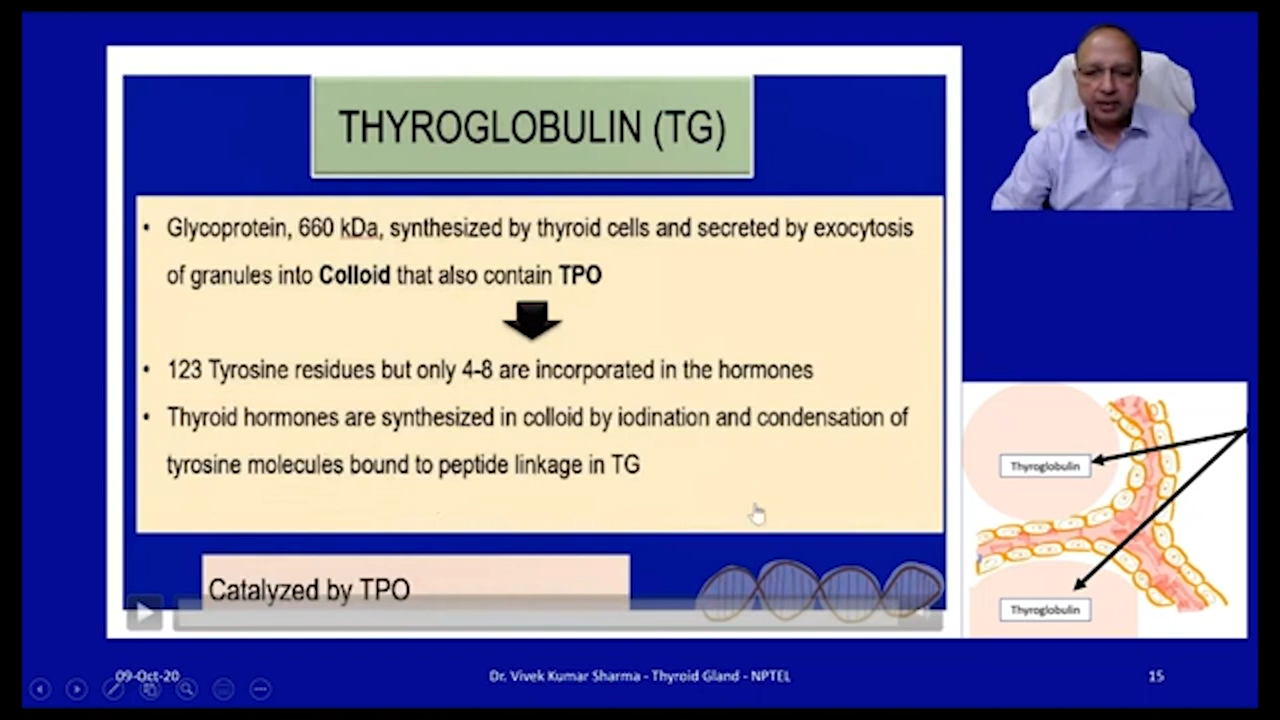 THYROGLOBULIN (TG)
• Glycoprotein, 660 kDa, synthesized by thyroid cells and secreted by exocytosis
of granules into Colloid that also contain TPO
• 123 Tyrosine residues but only 4-8 are incorporated in the hormones
• Thyroid hormones are synthesized in colloid by iodination and condensation of
tyrosine molecules bound to peptide linkage in TG
Catalyzed by TPO
Thyroglobulin
Thyroglobulin
09-Oct-20
Dr. Vivek Kumar Sharma - Thyroid Gland - NPTEL
15